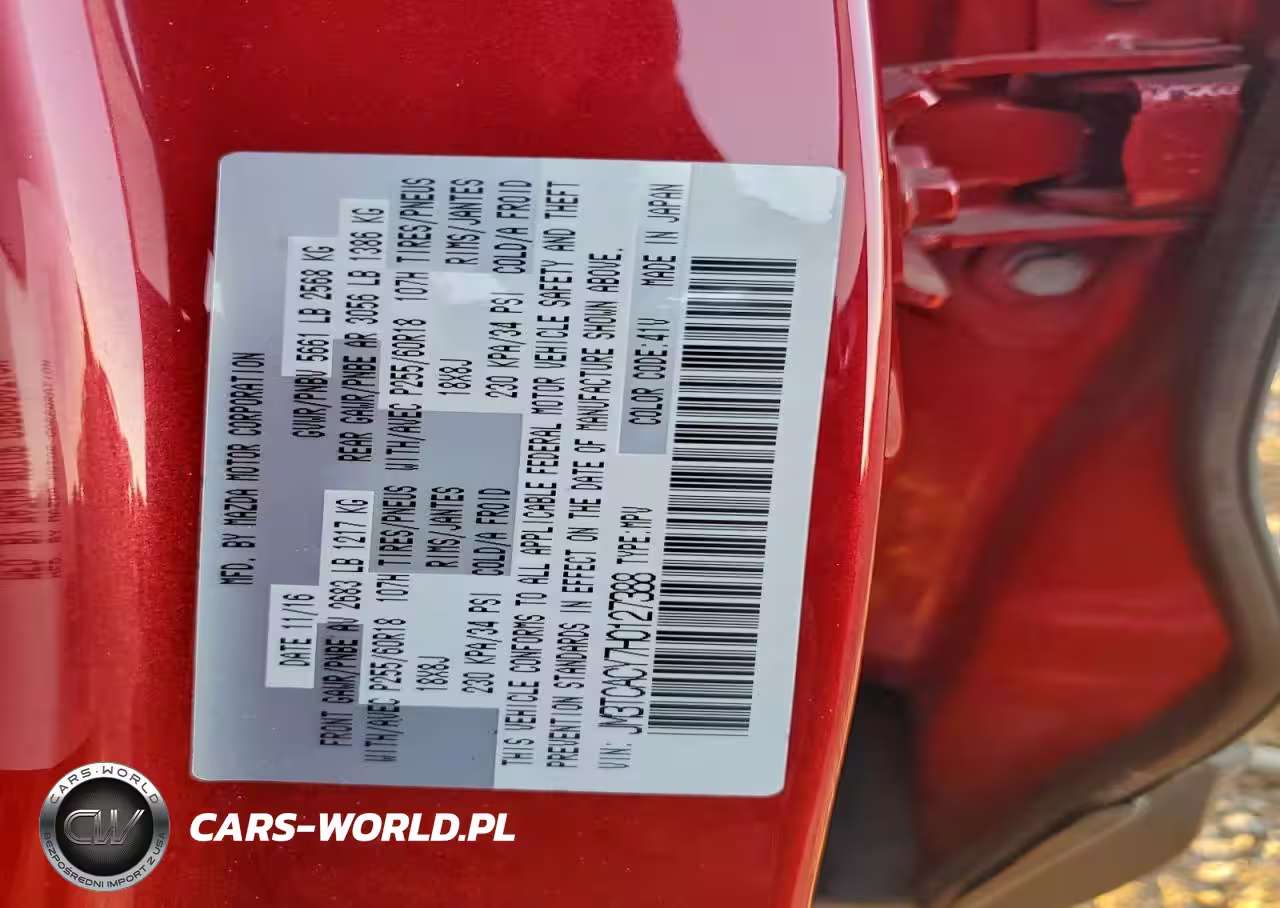 MFD. BY MAZDA MOTOR CORPORATION
DATE 11/16
GVWR/PNBV 5661 LB 2568 KG
FRONT GAWR/PNBE AV 2683 LB 1217 KG
REAR GAWR/PNBE AR 3056 LB 1386 KG
WITH/AVEC P255/60R18 107H TIRES/PNEUS
WITH/AVEC P255/60R18 107H TIRES/PNEUS
18X8J RIMS/JANTES
18X8J RIMS/JANTES
230 KPA/34 PSI COLD/A FROID
230 KPA/34 PSI COLD/A FROID
THIS VEHICLE CONFORMS TO ALL APPLICABLE FEDERAL MOTOR VEHICLE SAFETY AND THEFT
PREVENTION STANDARDS IN EFFECT ON THE DATE OF MANUFACTURE SHOWN ABOVE.
VIN: JM3TCACY7H0127388 TYPE:MPV
COLOR CODE.41V MADE IN JAPAN
CARS-WORLD
CW
BEZPOŚREDNI IMPORT Z USA
CARS-WORLD.PL